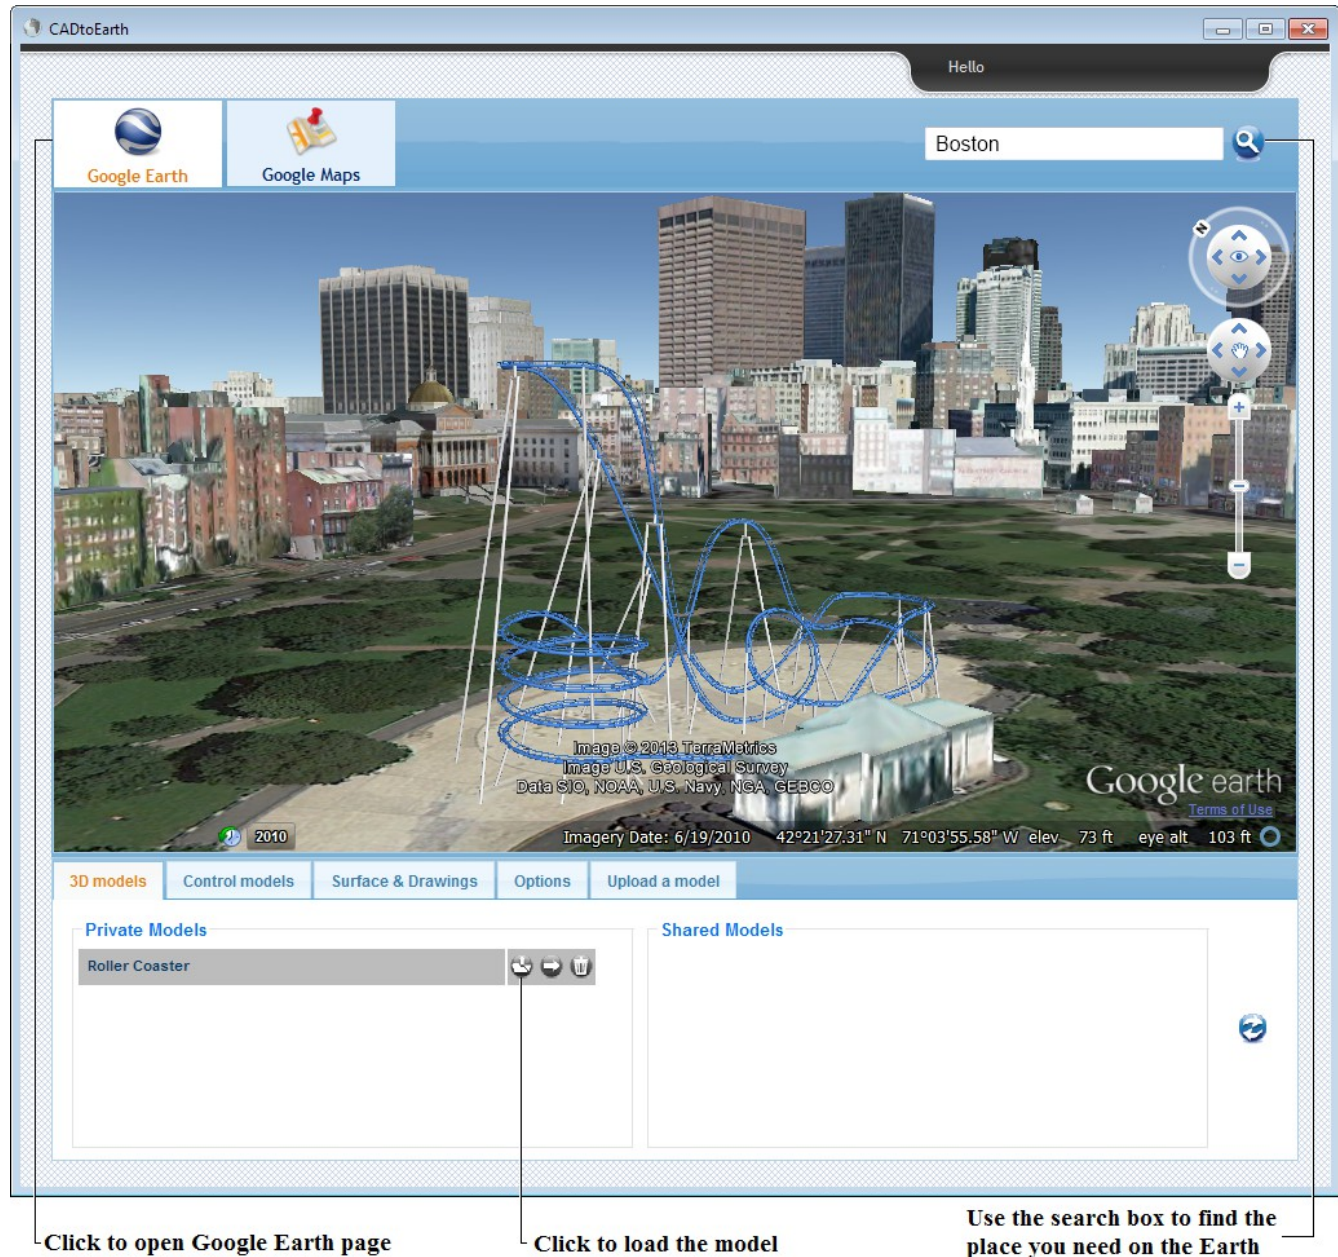 CADtoEarth
Hello
Google Earth
Google Maps
Boston
N
Image © 2013 TerraMetrics
Image U.S. Geological Survey
Data SIO, NOAA, U.S. Navy, NGA, GEBCO
Google earth
Terms of Use
2010
Imagery Date: 6/19/2010 42°21'27.31" N 71°03'55.58" W elev 73 ft eye alt 103 ft
3D models
Control models
Surface & Drawings
Options
Upload a model
Private Models
Shared Models
Roller Coaster
Click to open Google Earth page
Click to load the model
Use the search box to find the
place you need on the Earth